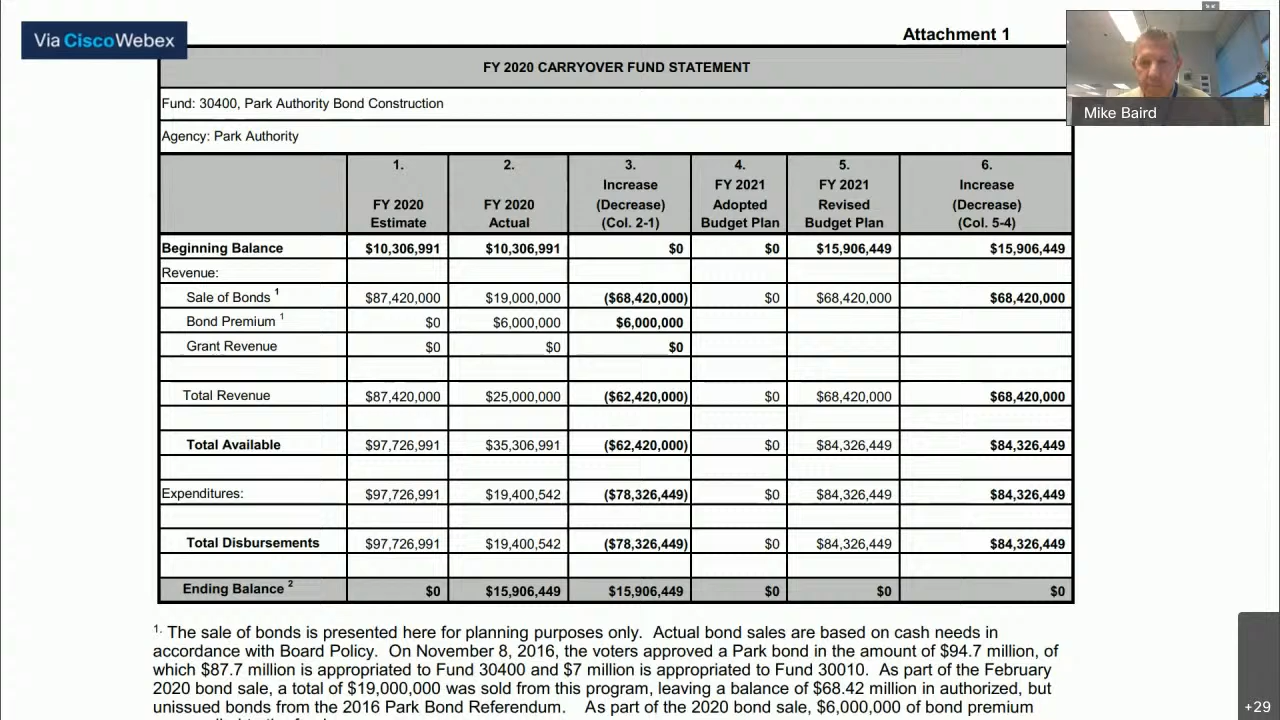 Via CiscoWebex
Attachment 1
Mike Baird
FY 2020 CARRYOVER FUND STATEMENT
Fund: 30400, Park Authority Bond Construction
Agency: Park Authority
1. 2. 3. 4. 5. 6.
Increase FY 2021 FY 2021 Increase
FY 2020 FY 2020 (Decrease) Adopted Revised (Decrease)
Estimate Actual (Col. 2-1) Budget Plan Budget Plan (Col. 5-4)
Beginning Balance $10,306,991 $10,306,991 $0 $0 $15,906,449 $15,906,449
Revenue:
Sale of Bonds 1 $87,420,000 $19,000,000 ($68,420,000) $0 $68,420,000 $68,420,000
Bond Premium 1 $0 $6,000,000 $6,000,000
Grant Revenue $0 $0 $0
Total Revenue $87,420,000 $25,000,000 ($62,420,000) $0 $68,420,000 $68,420,000
Total Available $97,726,991 $35,306,991 ($62,420,000) $0 $84,326,449 $84,326,449
Expenditures: $97,726,991 $19,400,542 ($78,326,449) $0 $84,326,449 $84,326,449
Total Disbursements $97,726,991 $19,400,542 ($78,326,449) $0 $84,326,449 $84,326,449
Ending Balance 2 $0 $15,906,449 $15,906,449 $0 $0 $0
1. The sale of bonds is presented here for planning purposes only. Actual bond sales are based on cash needs in
accordance with Board Policy. On November 8, 2016, the voters approved a Park bond in the amount of $94.7 million, of
which $87.7 million is appropriated to Fund 30400 and $7 million is appropriated to Fund 30010. As part of the February
2020 bond sale, a total of $19,000,000 was sold from this program, leaving a balance of $68.42 million in authorized, but
unissued bonds from the 2016 Park Bond Referendum. As part of the 2020 bond sale, $6,000,000 of bond premium
+29